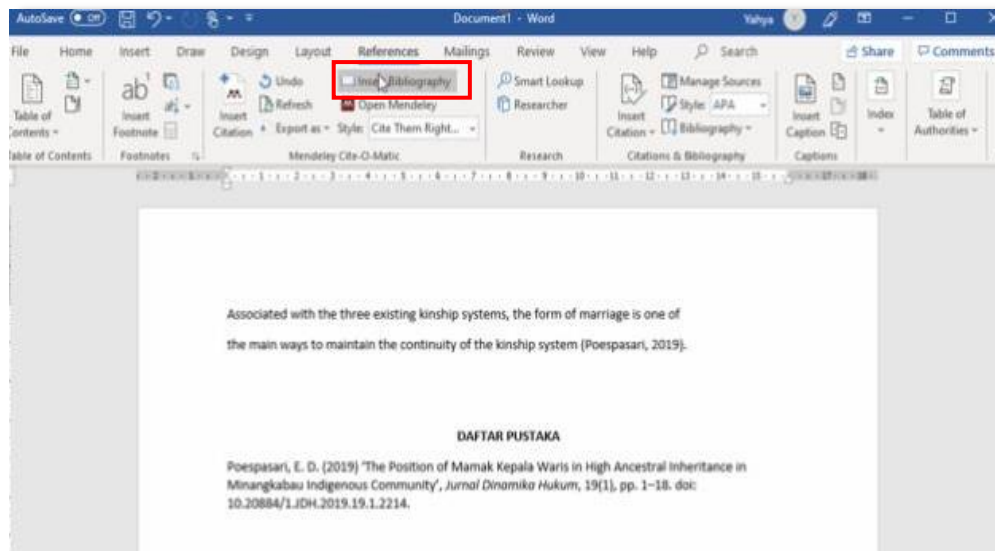 AutoSave Off Document1 - Word Yahya
File Home Insert Draw Design Layout References Mailings Review View Help Search Share Comments
Table of Contents
Insert Footnote
Insert Citation
Undo
Refresh
Export as
Insert Bibliography
Open Mendeley
Style: Cite Them Right...
Smart Lookup
Researcher
Insert Citation
Manage Sources
Style: APA
Bibliography
Insert Caption
Index
Table of Authorities
Table of Contents Footnotes Mendeley Cite-O-Matic Research Citations & Bibliography Captions
Associated with the three existing kinship systems, the form of marriage is one of
the main ways to maintain the continuity of the kinship system (Poespasari, 2019).
DAFTAR PUSTAKA
Poespasari, E. D. (2019) 'The Position of Mamak Kepala Waris in High Ancestral Inheritance in
Minangkabau Indigenous Community', Jurnal Dinamika Hukum, 19(1), pp. 1–18. doi:
10.20884/1.JDH.2019.19.1.2214.